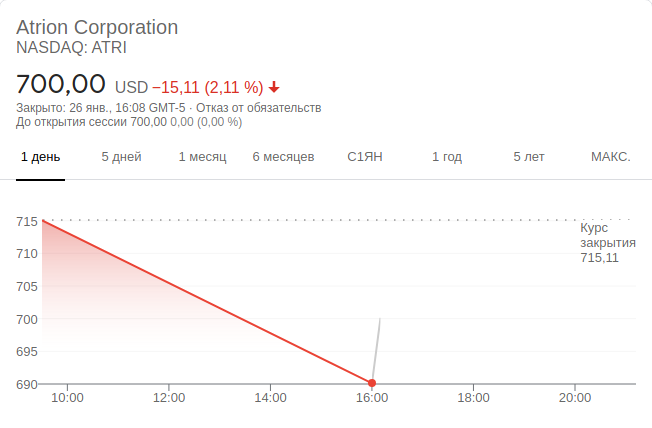 Atrion Corporation
NASDAQ: ATRI
700,00 USD −15,11 (2,11 %)
Закрыто: 26 янв., 16:08 GMT-5 · Отказ от обязательств
До открытия сессии 700,00 0,00 (0,00 %)
1 день 5 дней 1 месяц 6 месяцев С1ЯН 1 год 5 лет МАКС.
715
710
705
700
695
690
Курс
закрытия
715,11
10:00 12:00 14:00 16:00 18:00 20:00